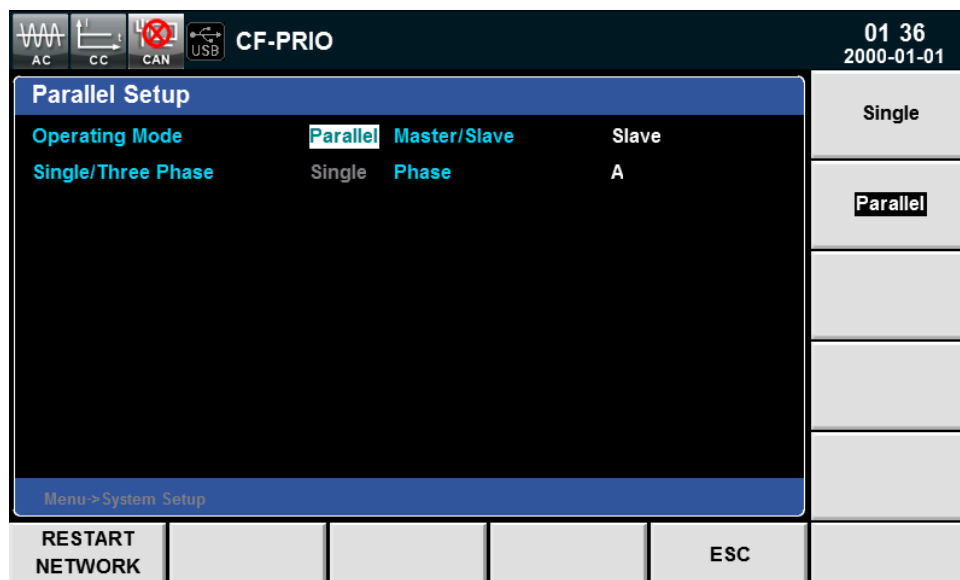 AC CC CAN USB CF-PRIO 01 36
2000-01-01
Parallel Setup
Single
Operating Mode Parallel Master/Slave Slave
Single/Three Phase Single Phase A
Parallel
Menu->System Setup
RESTART
NETWORK
ESC